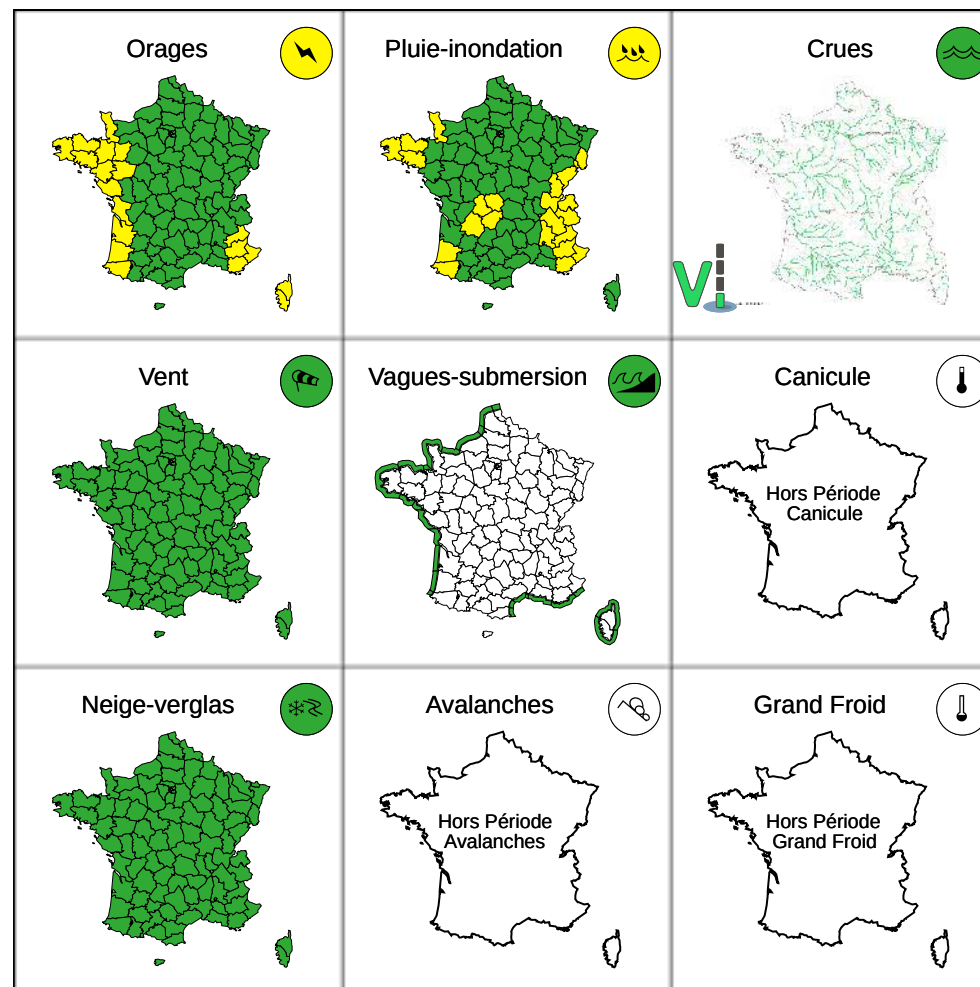 Orages
Pluie-inondation
Crues
Vi
Vent
Vagues-submersion
Canicule
Hors Période
Canicule
Neige-verglas
Avalanches
Grand Froid
Hors Période
Avalanches
Hors Période
Grand Froid